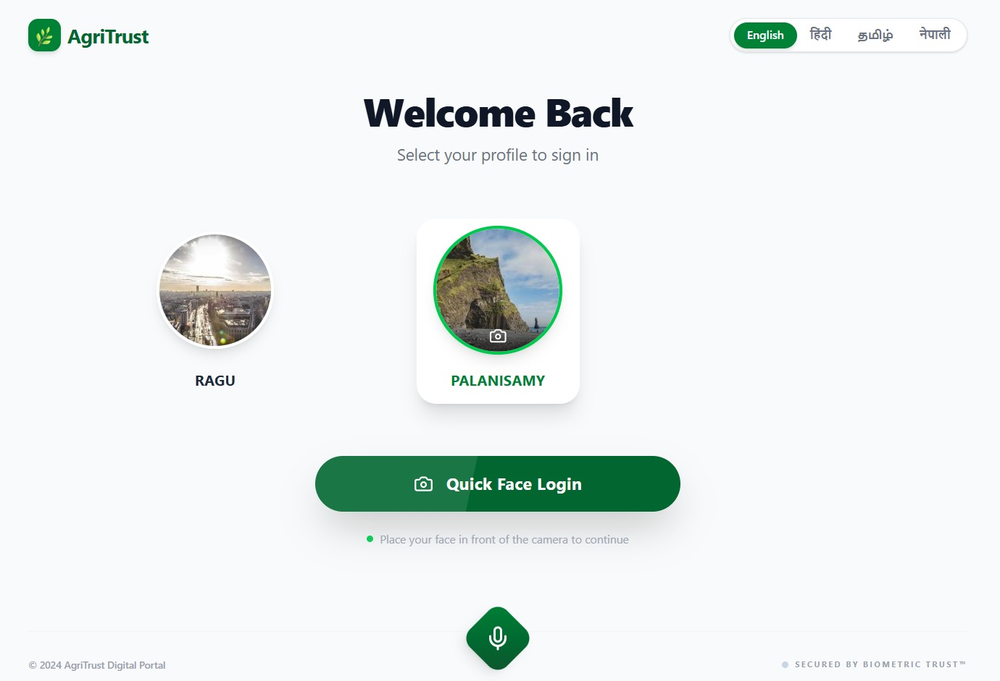 AgriTrust
English
हिंदी
தமிழ்
नेपाली
Welcome Back
Select your profile to sign in
RAGU
PALANISAMY
Quick Face Login
Place your face in front of the camera to continue
© 2024 AgriTrust Digital Portal
SECURED BY BIOMETRIC TRUST™